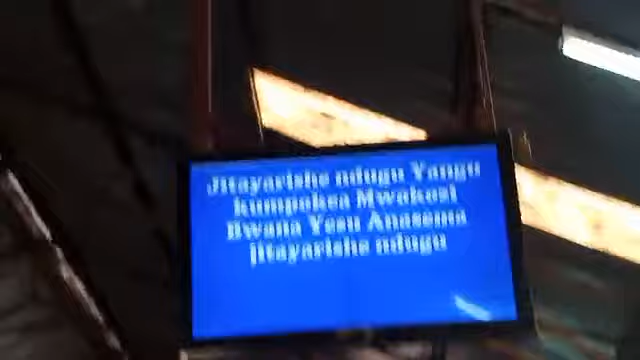 Jitayarishe ndugu Yangu
kumpokea Mwokozi
Bwana Yesu Anasema
Jitayarishe ndugu